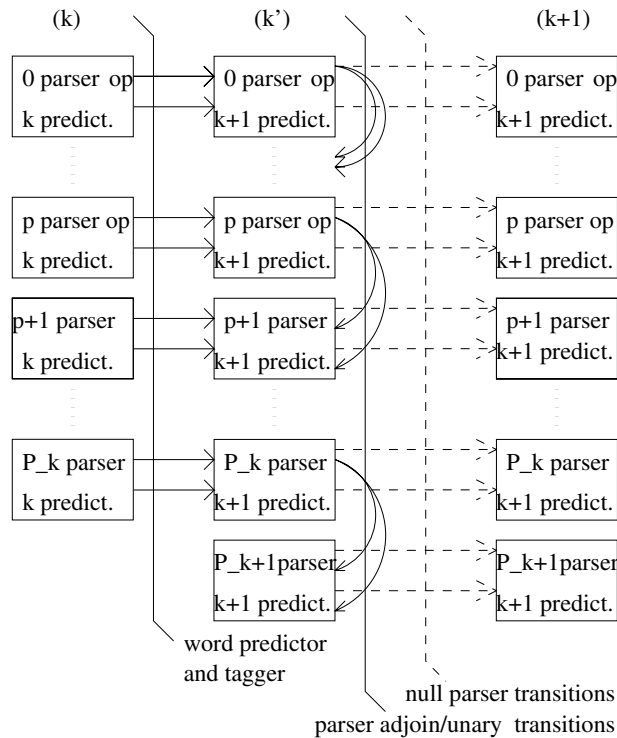 (k) (k’) (k+1)
0 parser op 0 parser op 0 parser op
k predict. k+1 predict. k+1 predict.
p parser op p parser op p parser op
k predict. k+1 predict. k+1 predict.
p+1 parser p+1 parser p+1 parser
k predict. k+1 predict. k+1 predict.
P_k parser P_k parser P_k parser
k predict. k+1 predict. k+1 predict.
P_k+1parser P_k+1parser
k+1 predict. k+1 predict.
word predictor
and tagger
null parser transitions
parser adjoin/unary transitions